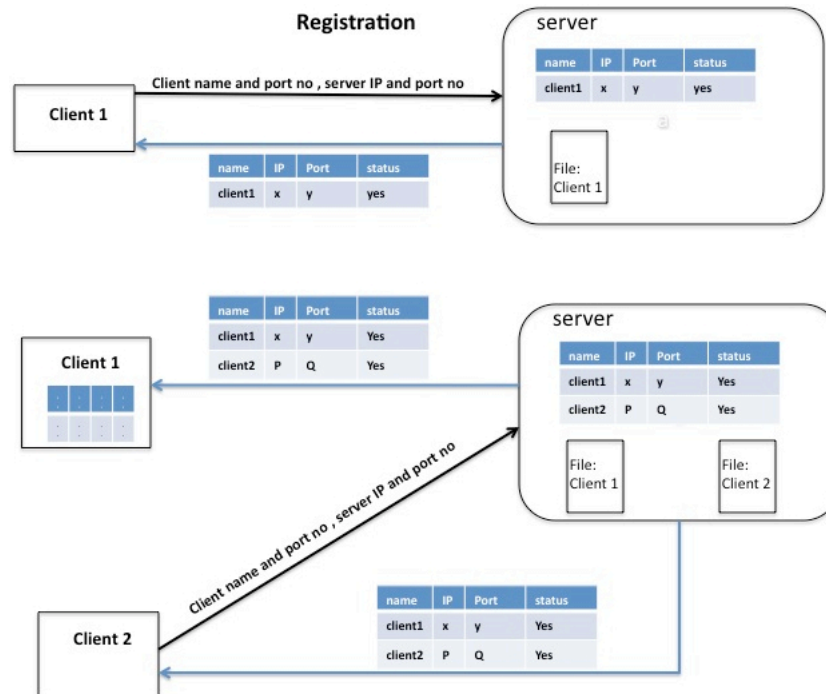 Registration
server
name IP Port status
client1 x y yes
Client name and port no , server IP and port no
Client 1
a
File:
Client 1
name IP Port status
client1 x y yes
name IP Port status
client1 x y Yes
client2 P Q Yes
server
name IP Port status
client1 x y Yes
client2 P Q Yes
Client 1
File:
Client 1
File:
Client 2
Client name and port no , server IP and port no
name IP Port status
client1 x y Yes
client2 P Q Yes
Client 2